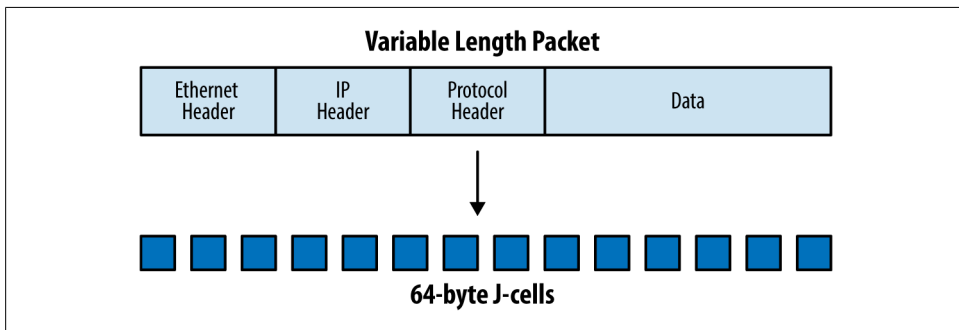 Variable Length Packet
Ethernet
Header
IP
Header
Protocol
Header
Data
64-byte J-cells